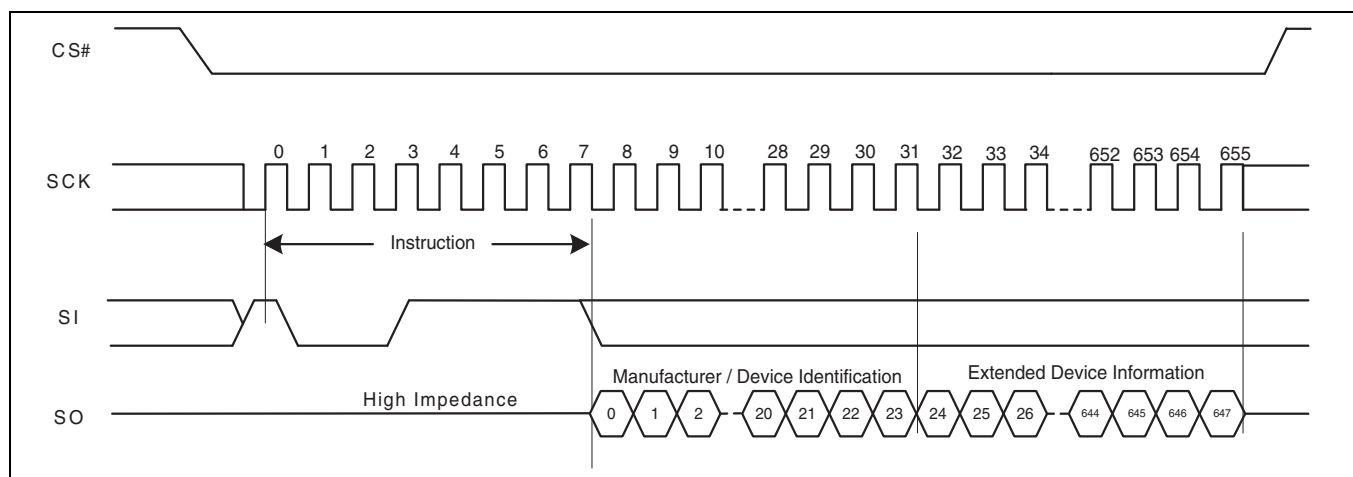 CS#
0 1 2 3 4 5 6 7 8 9 10 28 29 30 31 32 33 34 652 653 654 655
SCK
Instruction
SI
Manufacturer / Device Identification Extended Device Information
High Impedance
SO 0 1 2 20 21 22 23 24 25 26 644 645 646 647